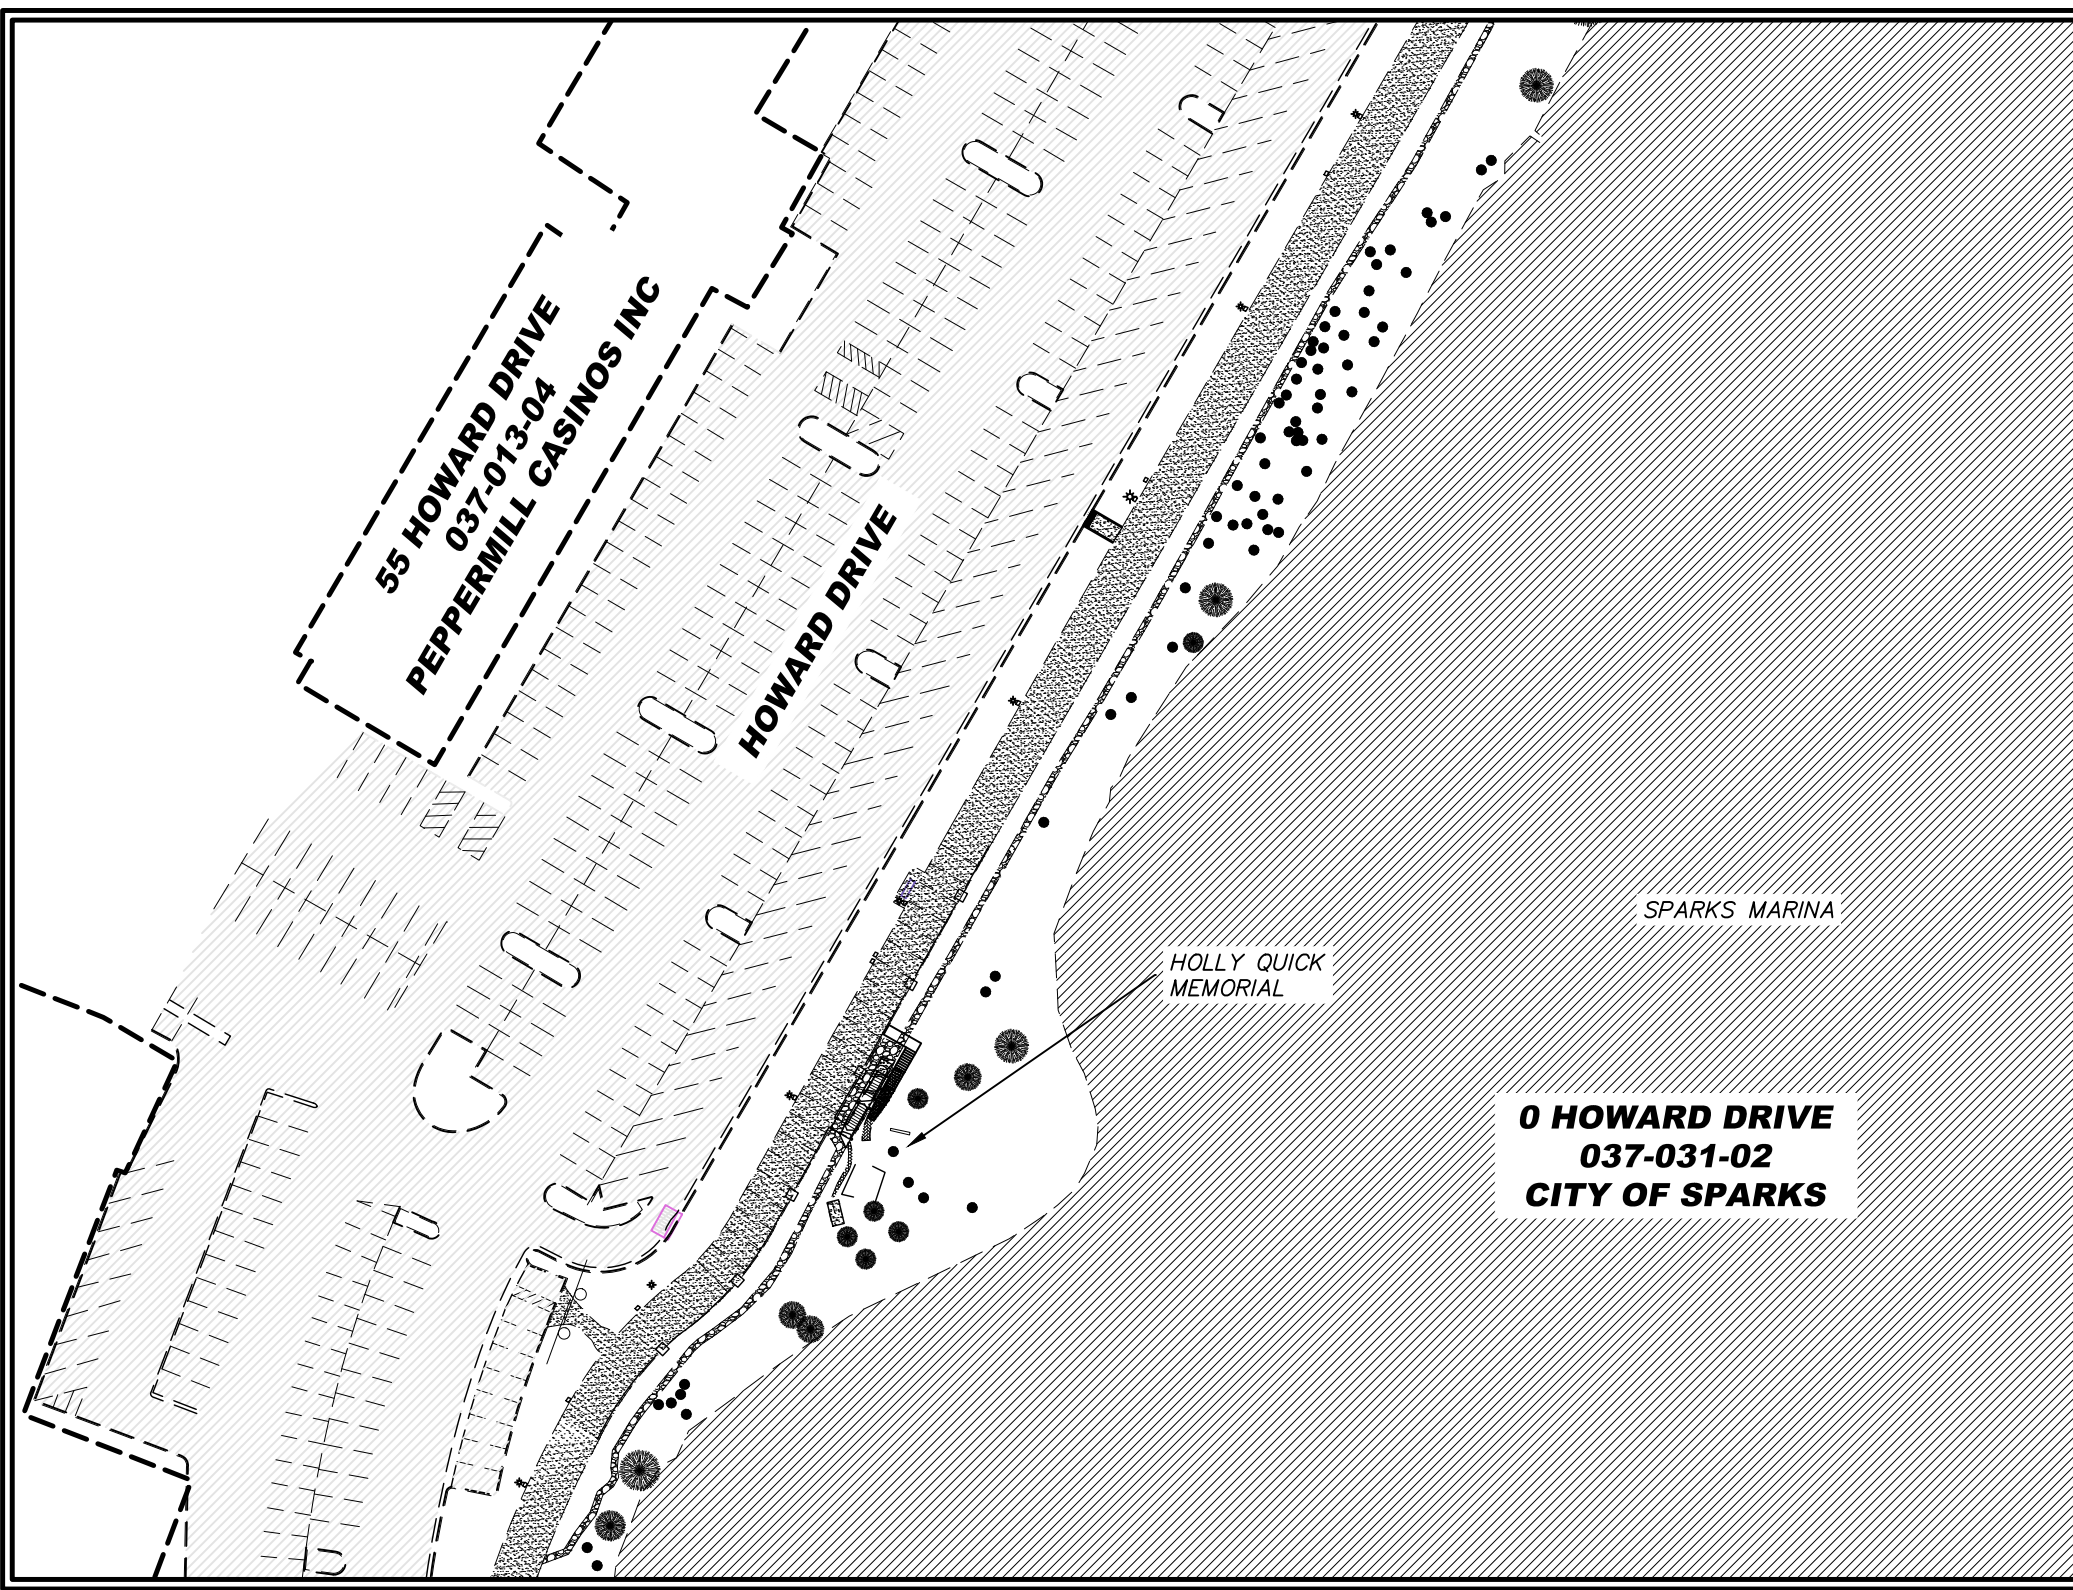 55 HOWARD DRIVE
037-013-04
PEPPERMILL CASINOS INC
HOWARD DRIVE
SPARKS MARINA
HOLLY QUICK
MEMORIAL
0 HOWARD DRIVE
037-031-02
CITY OF SPARKS